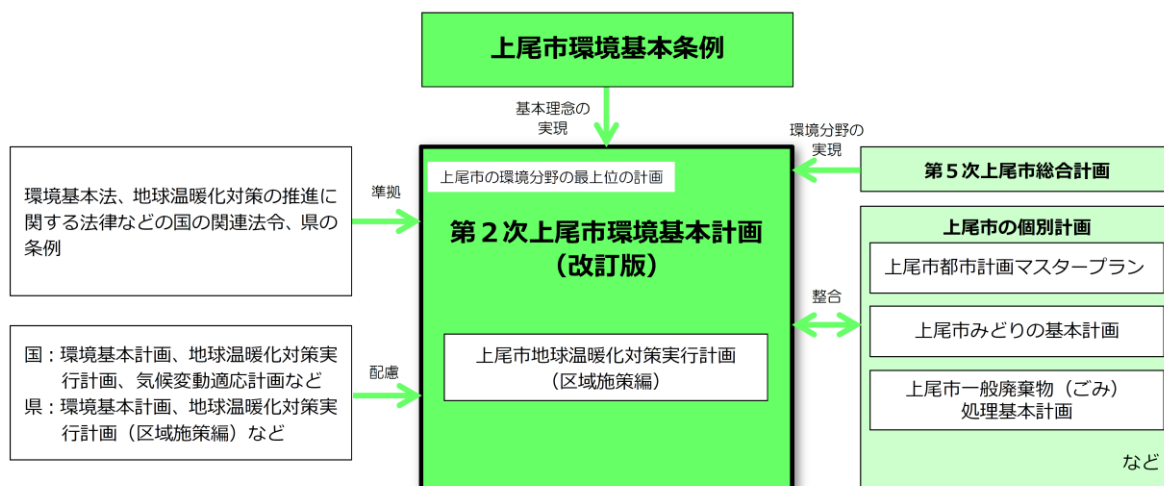 上尾市環境基本条例
基本理念の
実現
環境分野の
実現
環境基本法、地球温暖化対策の推進に
関する法律などの国の関連法令、県の
条例
準拠
上尾市の環境分野の最上位の計画
第２次上尾市環境基本計画
（改訂版）
上尾市地球温暖化対策実行計画
（区域施策編）
第５次上尾市総合計画
上尾市の個別計画
上尾市都市計画マスタープラン
整合
上尾市みどりの基本計画
上尾市一般廃棄物（ごみ）
処理基本計画
など
国：環境基本計画、地球温暖化対策実
行計画、気候変動適応計画など
県：環境基本計画、地球温暖化対策実
行計画（区域施策編）など
配慮